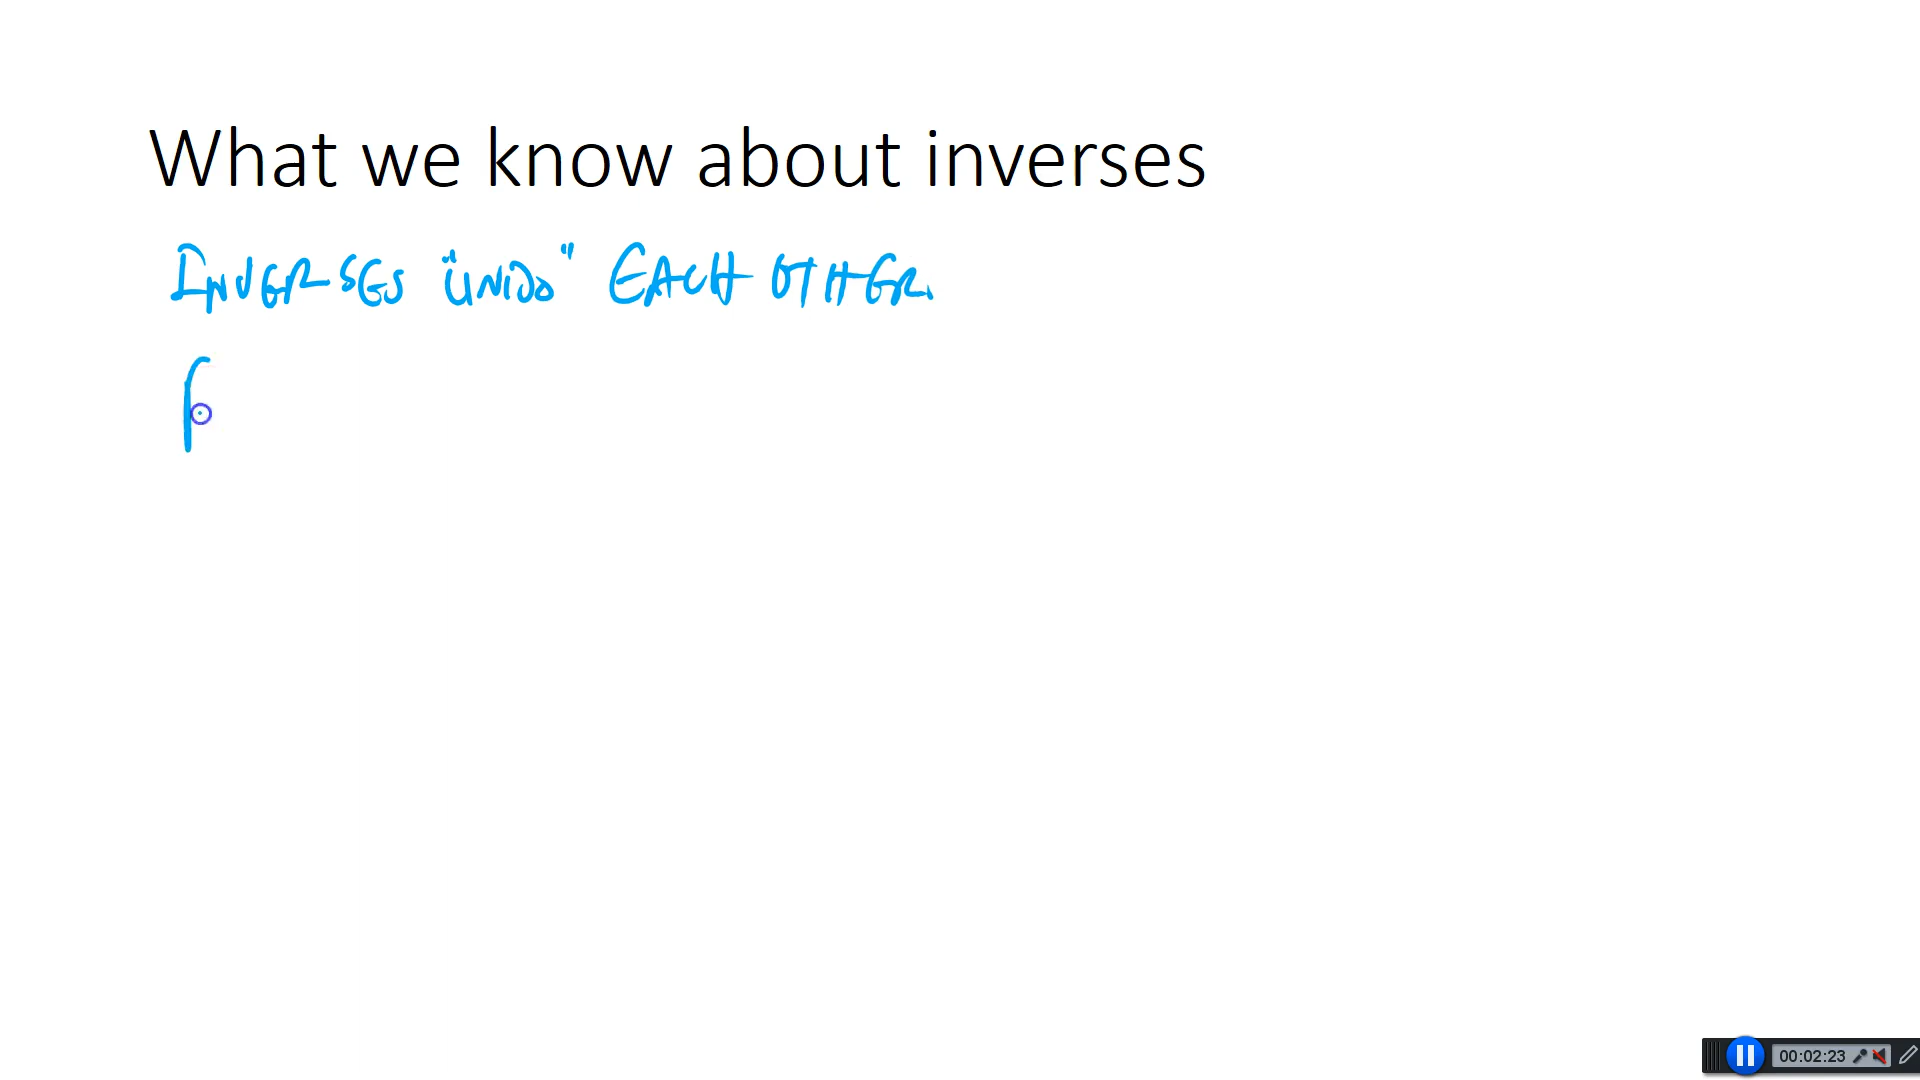 What we know about inverses
INVERSES "UNDO" EACH OTHER.
00:02:23